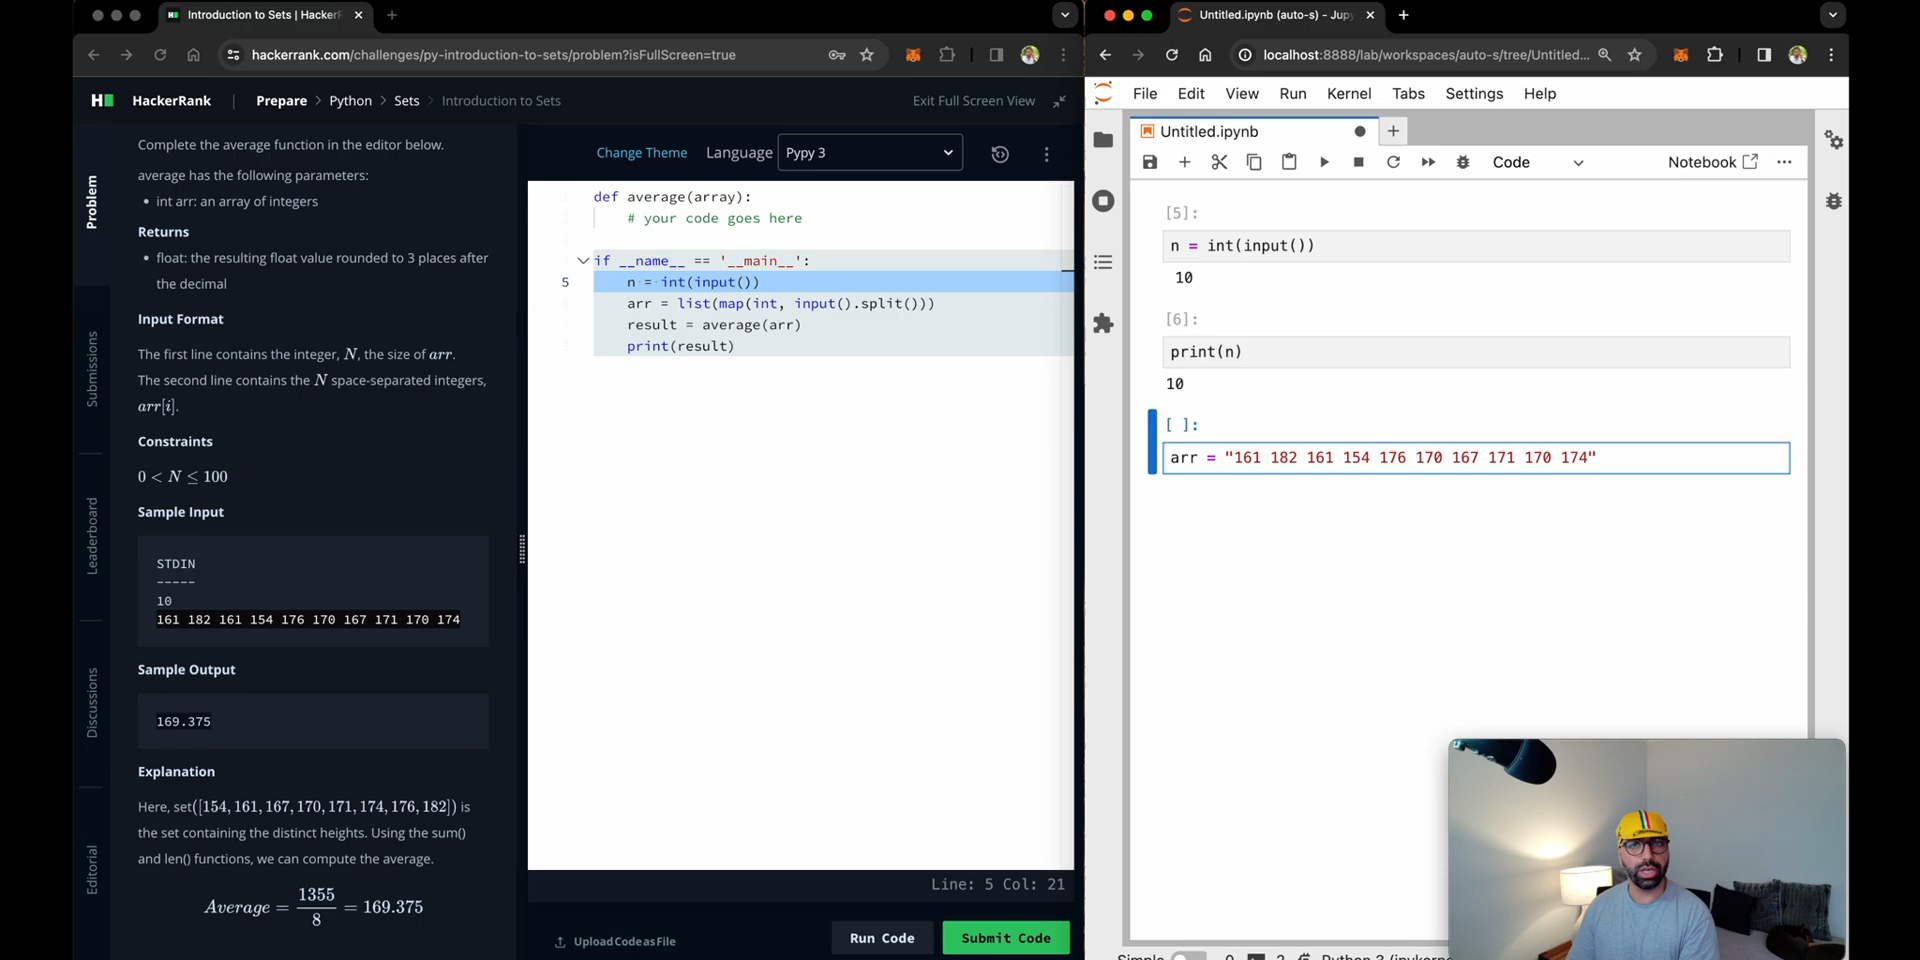 Introduction to Sets | HackerR
Untitled.ipynb (auto-s) - Jupy
hackerrank.com/challenges/py-introduction-to-sets/problem?isFullScreen=true
localhost:8888/lab/workspaces/auto-s/tree/Untitled...
HackerRank | Prepare > Python > Sets > Introduction to Sets
Exit Full Screen View
Problem
Submissions
Leaderboard
Discussions
Editorial
Complete the average function in the editor below.
average has the following parameters:
• int arr: an array of integers
Returns
• float: the resulting float value rounded to 3 places after
the decimal
Input Format
The first line contains the integer, N, the size of arr.
The second line contains the N space-separated integers,
arr[i].
Constraints
0 < N ≤ 100
Sample Input
STDIN
-----
10
161 182 161 154 176 170 167 171 170 174
Sample Output
169.375
Explanation
Here, set([154, 161, 167, 170, 171, 174, 176, 182]) is
the set containing the distinct heights. Using the sum()
and len() functions, we can compute the average.
Average = 1355/8 = 169.375
Change Theme Language Pypy 3
def average(array):
# your code goes here
if __name__ == '__main__':
5 n = int(input())
arr = list(map(int, input().split()))
result = average(arr)
print(result)
Line: 5 Col: 21
Upload Code as File
Run Code
Submit Code
File Edit View Run Kernel Tabs Settings Help
Untitled.ipynb
Code
Notebook
[5]:
n = int(input())
10
[6]:
print(n)
10
[ ]:
arr = "161 182 161 154 176 170 167 171 170 174"
Simple 0 2 Python 3 (ipykerne